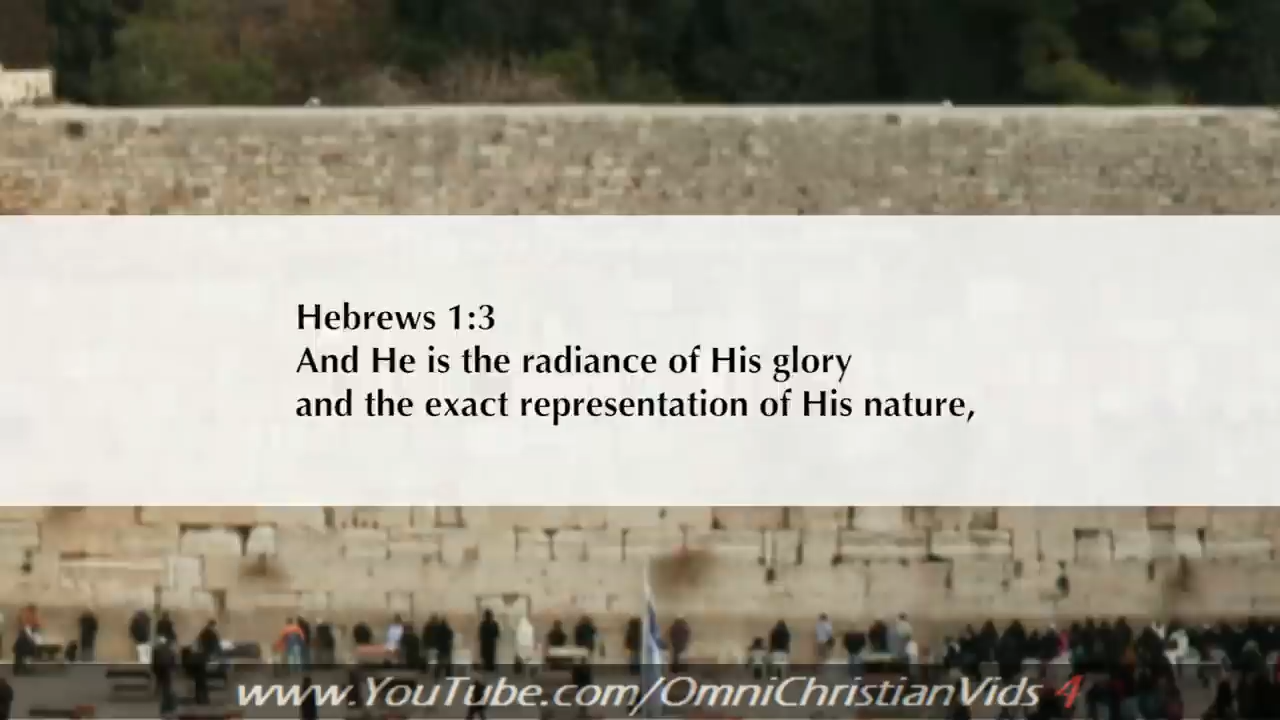 Hebrews 1:3
And He is the radiance of His glory
and the exact representation of His nature,
www.YouTube.com/OmniChristianVids 4